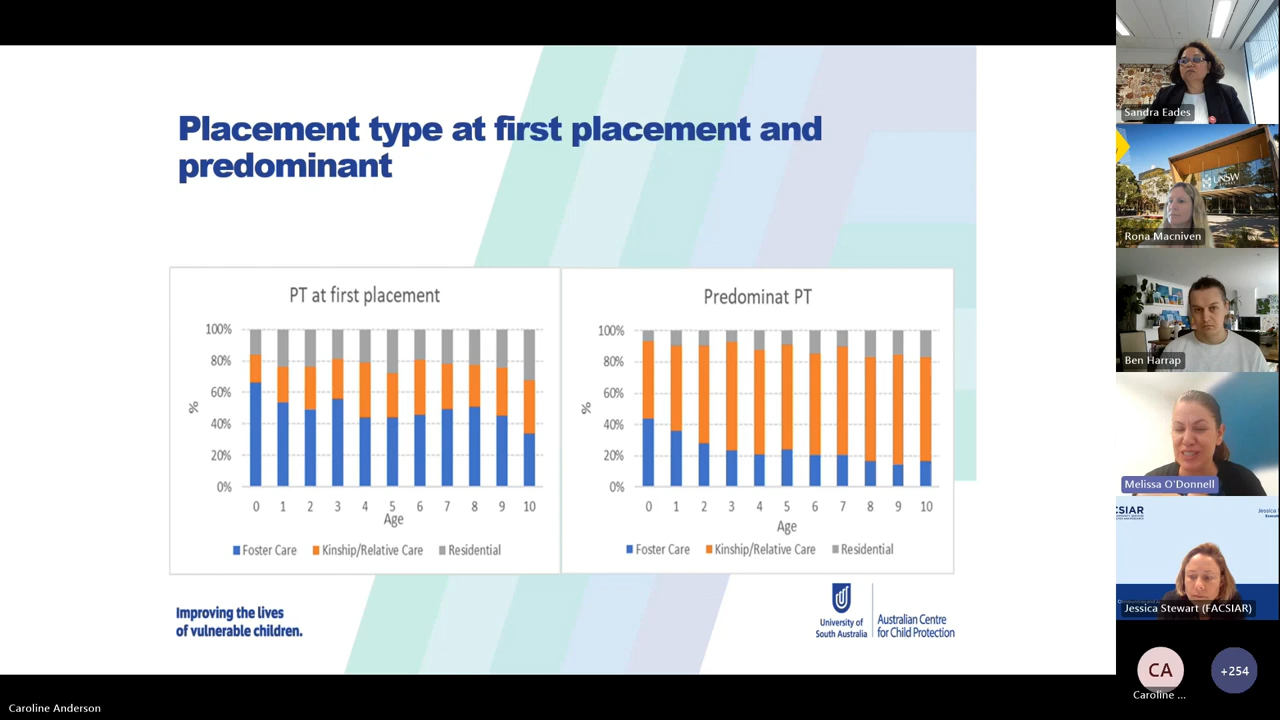 Placement type at first placement and
predominant
PT at first placement
100%
80%
60%
40%
20%
0%
%
0 1 2 3 4 5 6 7 8 9 10
Age
Foster Care Kinship/Relative Care Residential
Predominat PT
100%
80%
60%
40%
20%
0%
%
0 1 2 3 4 5 6 7 8 9 10
Age
Foster Care Kinship/Relative Care Residential
Improving the lives
of vulnerable children.
University of
South Australia
Australian Centre
for Child Protection
Sandra Eades
UNSW
Rona Macniven
Ben Harrap
Melissa O'Donnell
CSIAR
Jessica Stewart (FACSIAR)
CA
Caroline ...
+254
Caroline Anderson